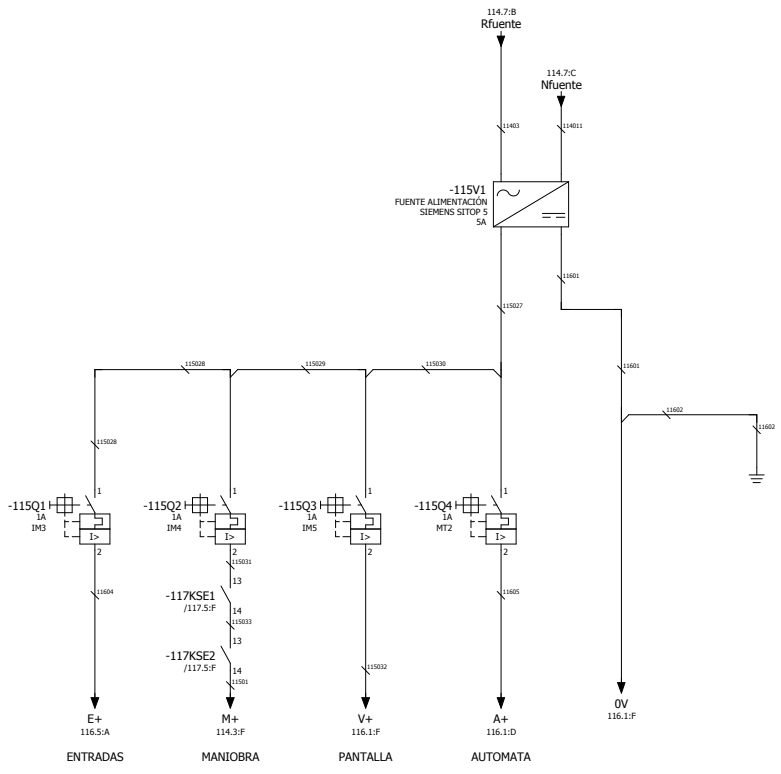 114.7:B
Rfuente
114.7:C
Nfuente
11403
114011
-115V1
FUENTE ALIMENTACIÓN
SIEMENS SITOP 5
5A
11601
115027
115028
115029
115030
11601
11602
11602
115028
-115Q1
1A
IM3
1
I>
2
-115Q2
1A
IM4
1
I>
2
-115Q3
1A
IM5
1
I>
2
-115Q4
1A
MT2
1
I>
2
115031
13
-117KSE1
/117.5:F
14
11604
115033
11605
13
-117KSE2
/117.5:F
14
11501
115032
E+
116.5:A
M+
114.3:F
V+
116.1:F
A+
116.1:D
0V
116.1:F
ENTRADAS
MANIOBRA
PANTALLA
AUTOMATA